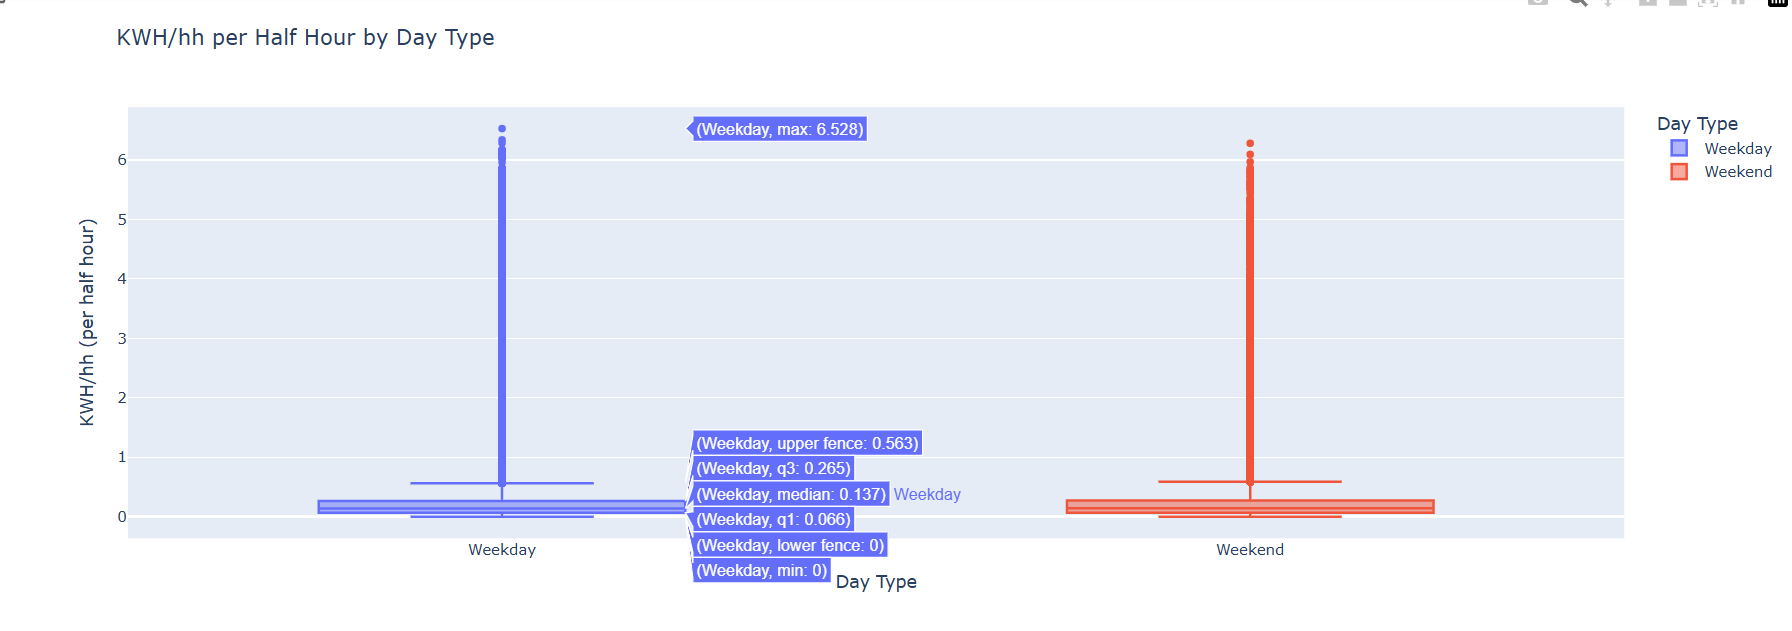 KWH/hh per Half Hour by Day Type
(Weekday, max: 6.528)
Day Type
Weekday
Weekend
6
5
4
3
2
1
0
KWH/hh (per half hour)
(Weekday, upper fence: 0.563)
(Weekday, q3: 0.265)
(Weekday, median: 0.137) Weekday
(Weekday, q1: 0.066)
(Weekday, lower fence: 0)
(Weekday, min: 0)
Weekday
Weekend
Day Type